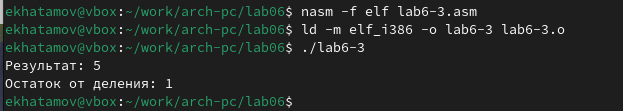 ekhatamov@vbox:~/work/arch-pc/lab06$ nasm -f elf lab6-3.asm
ekhatamov@vbox:~/work/arch-pc/lab06$ ld -m elf_i386 -o lab6-3 lab6-3.o
ekhatamov@vbox:~/work/arch-pc/lab06$ ./lab6-3
Результат: 5
Остаток от деления: 1
ekhatamov@vbox:~/work/arch-pc/lab06$